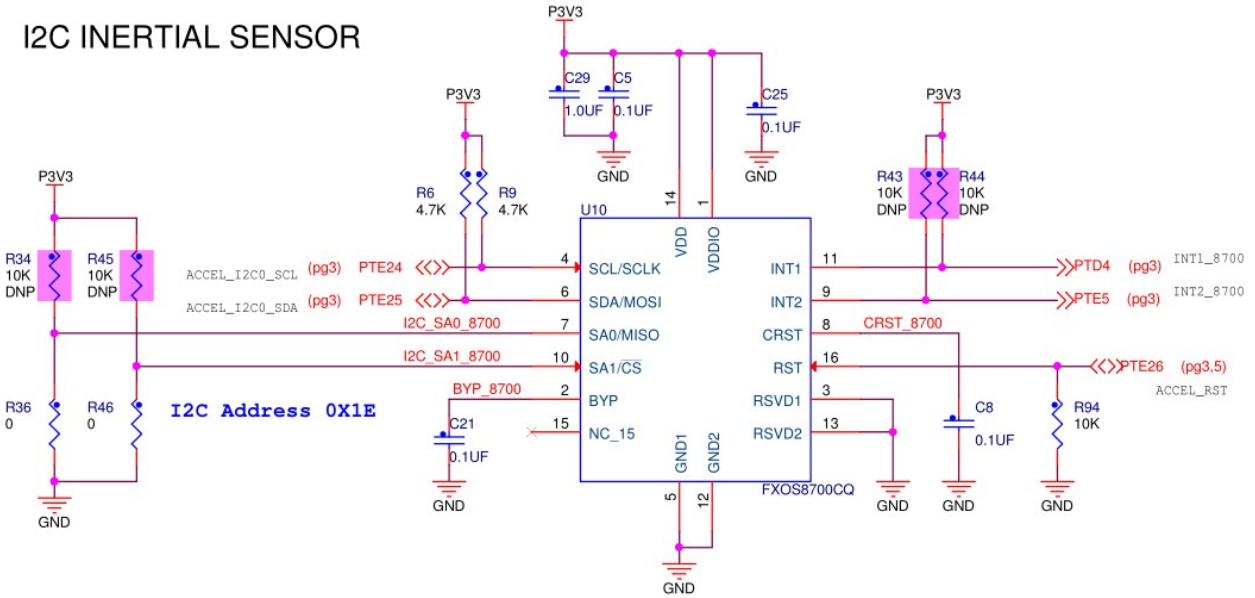 I2C INERTIAL SENSOR
P3V3
C29
1.0UF
C5
0.1UF
C25
0.1UF
GND
GND
P3V3
R6
4.7K
R9
4.7K
P3V3
R43
10K
DNP
R44
10K
DNP
P3V3
R34
10K
DNP
R45
10K
DNP
U10
14
1
VDD
VDDIO
ACCEL_I2C0_SCL (pg3) PTE24
4 SCL/SCLK
INT1 11
PTD4 (pg3) INT1_8700
ACCEL_I2C0_SDA (pg3) PTE25
6 SDA/MOSI
INT2 9
PTE5 (pg3) INT2_8700
I2C_SA0_8700
7 SA0/MISO
CRST 8
CRST_8700
I2C_SA1_8700
10 SA1/CS
RST 16
PTE26 (pg3,5)
ACCEL_RST
BYP_8700
2 BYP
RSVD1 3
R36
0
R46
0
I2C Address 0X1E
C21
0.1UF
15 NC_15
RSVD2 13
C8
0.1UF
R94
10K
GND1
GND2
FXOS8700CQ
5
12
GND
GND
GND
GND
GND
GND